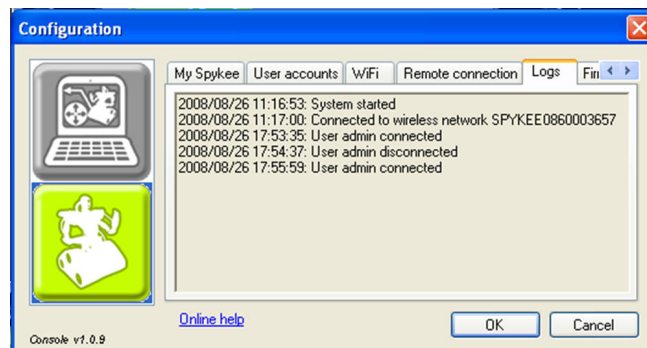 Configuration
My Spykee User accounts WiFi Remote connection Logs Fin
2008/08/26 11:16:53: System started
2008/08/26 11:17:00: Connected to wireless network SPYKEE0860003657
2008/08/26 17:53:35: User admin connected
2008/08/26 17:54:37: User admin disconnected
2008/08/26 17:55:59: User admin connected
Online help
OK Cancel
Console v1.0.9